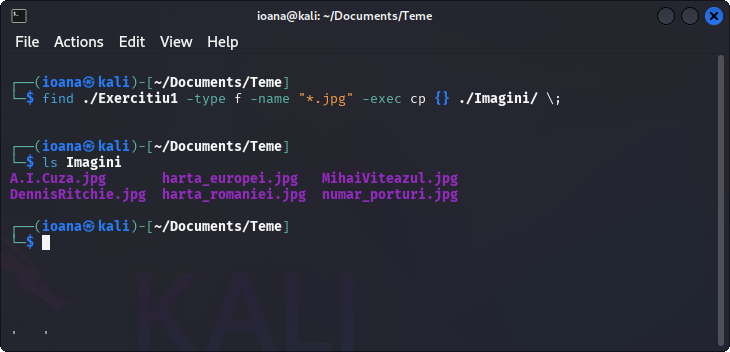 ioana@kali: ~/Documents/Teme
File Actions Edit View Help
┌──(ioana㉿kali)-[~/Documents/Teme]
└─$ find ./Exercitiu1 -type f -name "*.jpg" -exec cp {} ./Imagini/ \;
┌──(ioana㉿kali)-[~/Documents/Teme]
└─$ ls Imagini
A.I.Cuza.jpg harta_europei.jpg MihaiViteazul.jpg
DennisRitchie.jpg harta_romaniei.jpg numar_porturi.jpg
┌──(ioana㉿kali)-[~/Documents/Teme]
└─$
KALI